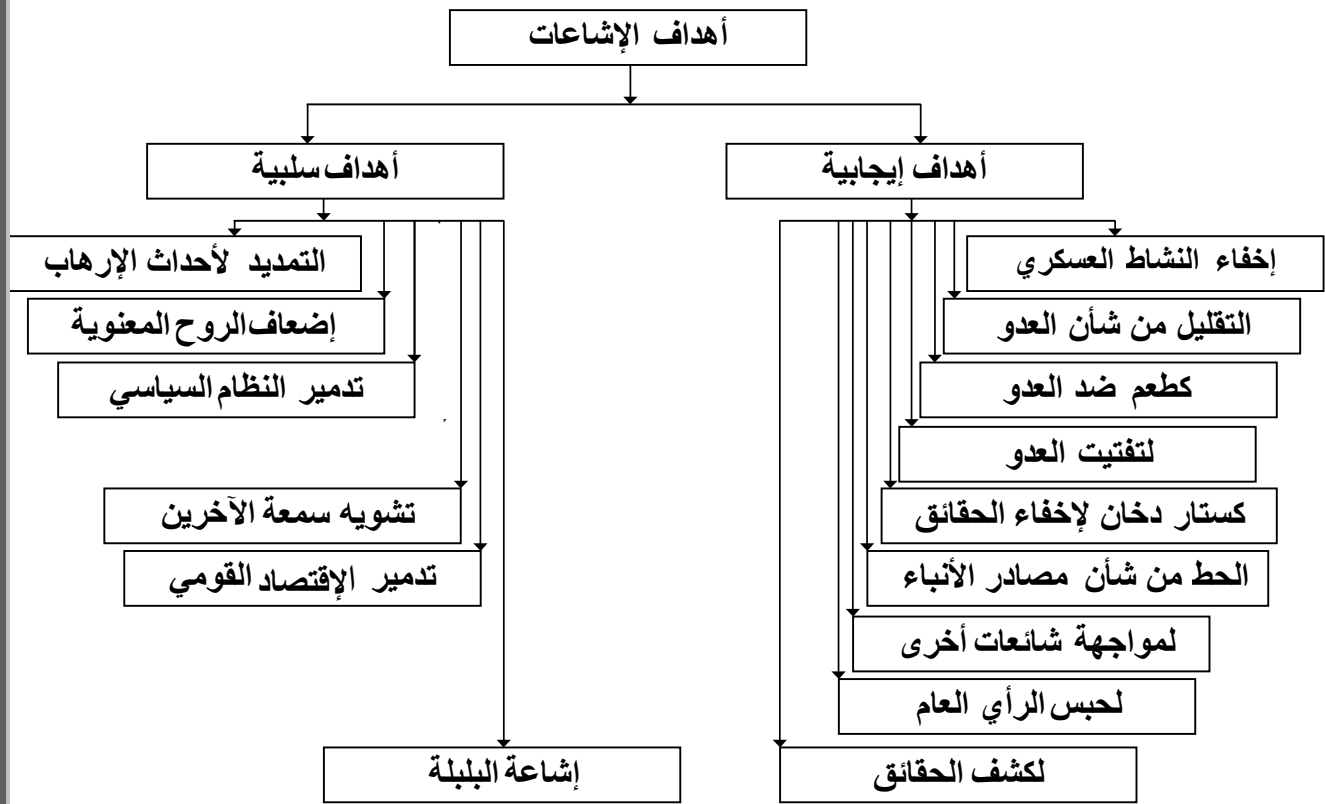 أهداف الإشاعات
أهداف إيجابية
إخفاء النشاط العسكري
التقليل من شأن العدو
كطعم ضد العدو
لتفتيت العدو
كستار دخان لإخفاء الحقائق
الحط من شأن مصادر الأنباء
لمواجهة شائعات أخرى
لحبس الرأي العام
لكشف الحقائق
أهداف سلبية
التمديد لأحداث الإرهاب
إضعاف الروح المعنوية
تدمير النظام السياسي
تشويه سمعة الآخرين
تدمير الإقتصاد القومي
إشاعة البلبلة